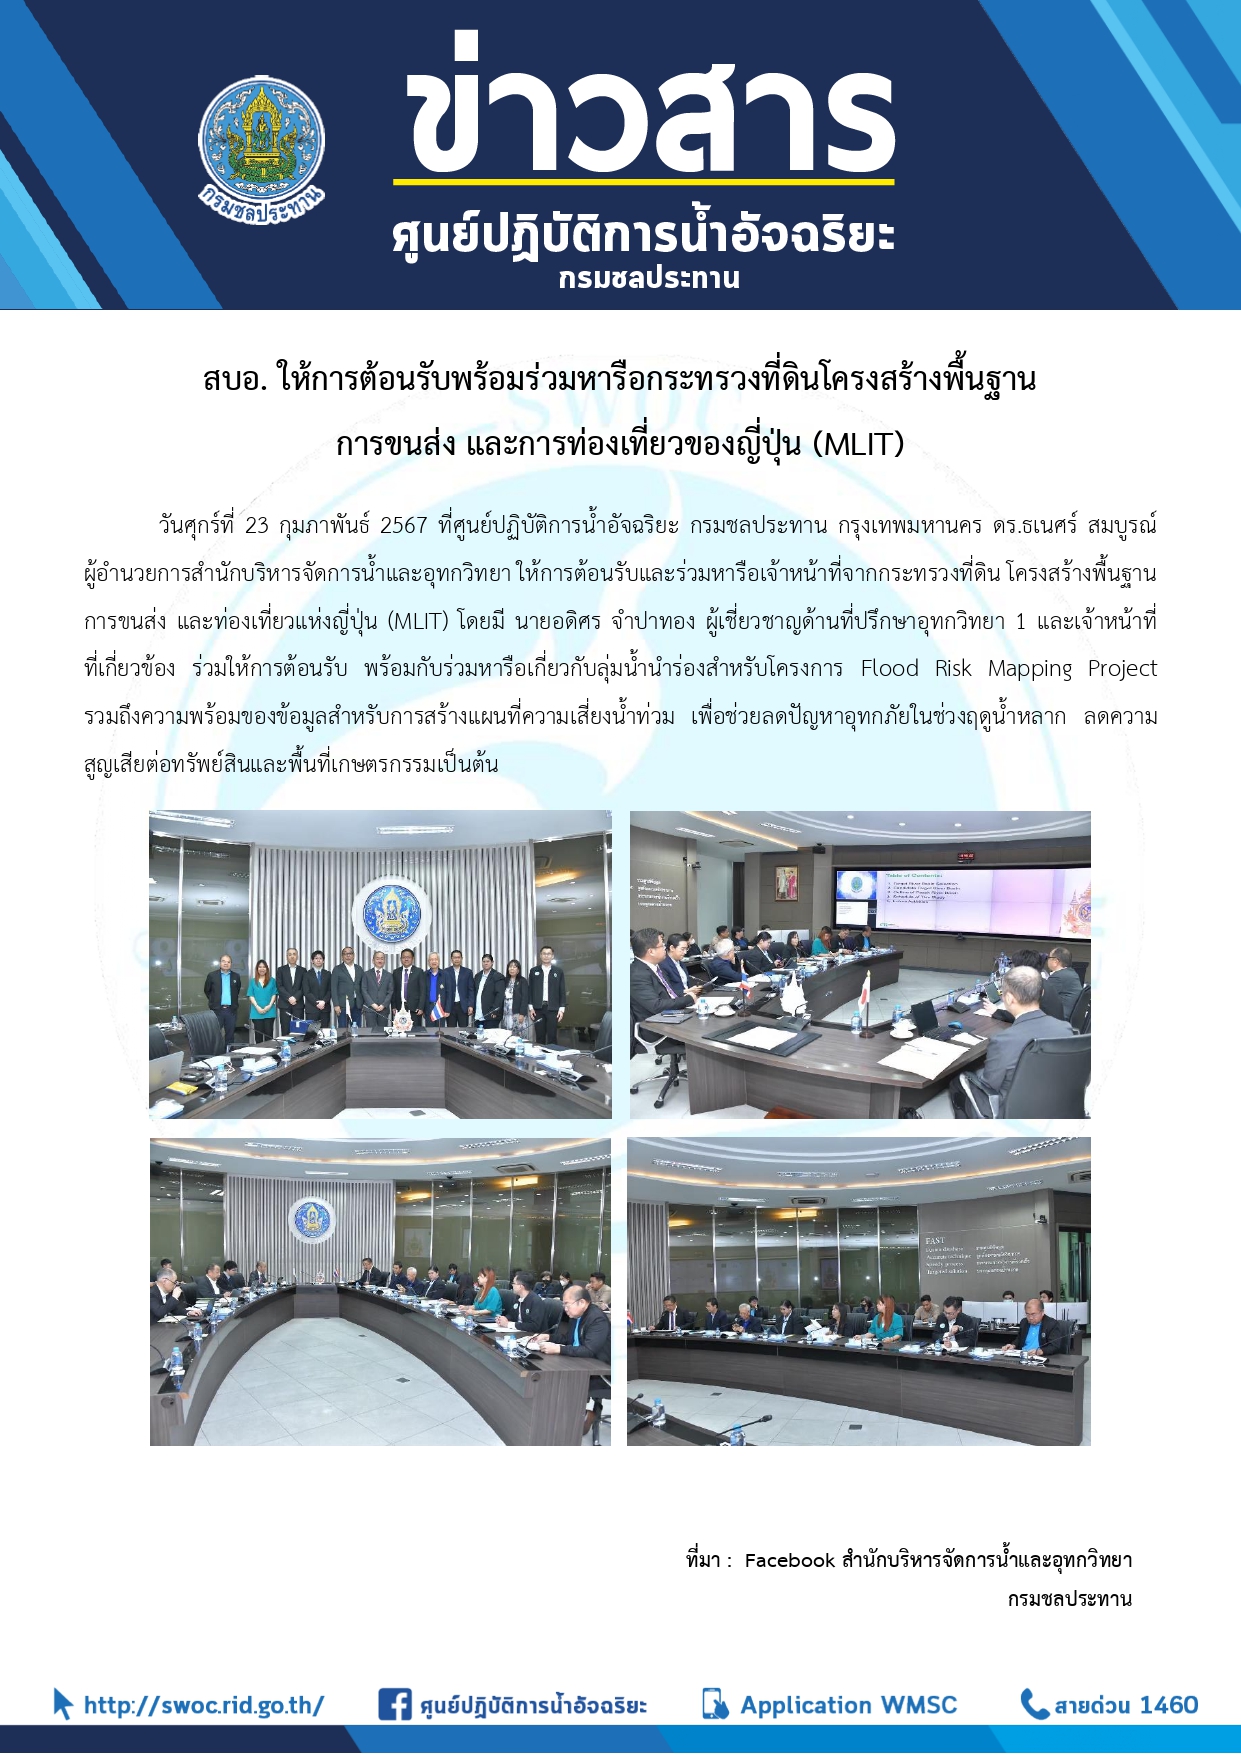 ข่าวสาร
ศูนย์ปฏิบัติการน้ำอัจฉริยะ
กรมชลประทาน
กรมชลประทาน
สบอ. ให้การต้อนรับพร้อมร่วมหารือกระทรวงที่ดินโครงสร้างพื้นฐาน
การขนส่ง และการท่องเที่ยวของญี่ปุ่น (MLIT)
SWOC
วันศุกร์ที่ 23 กุมภาพันธ์ 2567 ที่ศูนย์ปฏิบัติการน้ำอัจฉริยะ กรมชลประทาน กรุงเทพมหานคร ดร.ธเนศร์ สมบูรณ์
ผู้อำนวยการสำนักบริหารจัดการน้ำและอุทกวิทยา ให้การต้อนรับและร่วมหารือเจ้าหน้าที่จากกระทรวงที่ดิน โครงสร้างพื้นฐาน
การขนส่ง และท่องเที่ยวแห่งญี่ปุ่น (MLIT) โดยมี นายอดิศร จำปาทอง ผู้เชี่ยวชาญด้านที่ปรึกษาอุทกวิทยา 1 และเจ้าหน้าที่
ที่เกี่ยวข้อง ร่วมให้การต้อนรับ พร้อมกับร่วมหารือเกี่ยวกับลุ่มน้ำนำร่องสำหรับโครงการ Flood Risk Mapping Project
รวมถึงความพร้อมของข้อมูลสำหรับการสร้างแผนที่ความเสี่ยงน้ำท่วม เพื่อช่วยลดปัญหาอุทกภัยในช่วงฤดูน้ำหลาก ลดความ
สูญเสียต่อทรัพย์สินและพื้นที่เกษตรกรรมเป็นต้น
Table of Contents
FAST
ที่มา : Facebook สำนักบริหารจัดการน้ำและอุทกวิทยา
กรมชลประทาน
http://swoc.rid.go.th/
ศูนย์ปฏิบัติการน้ำอัจฉริยะ
Application WMSC
สายด่วน 1460